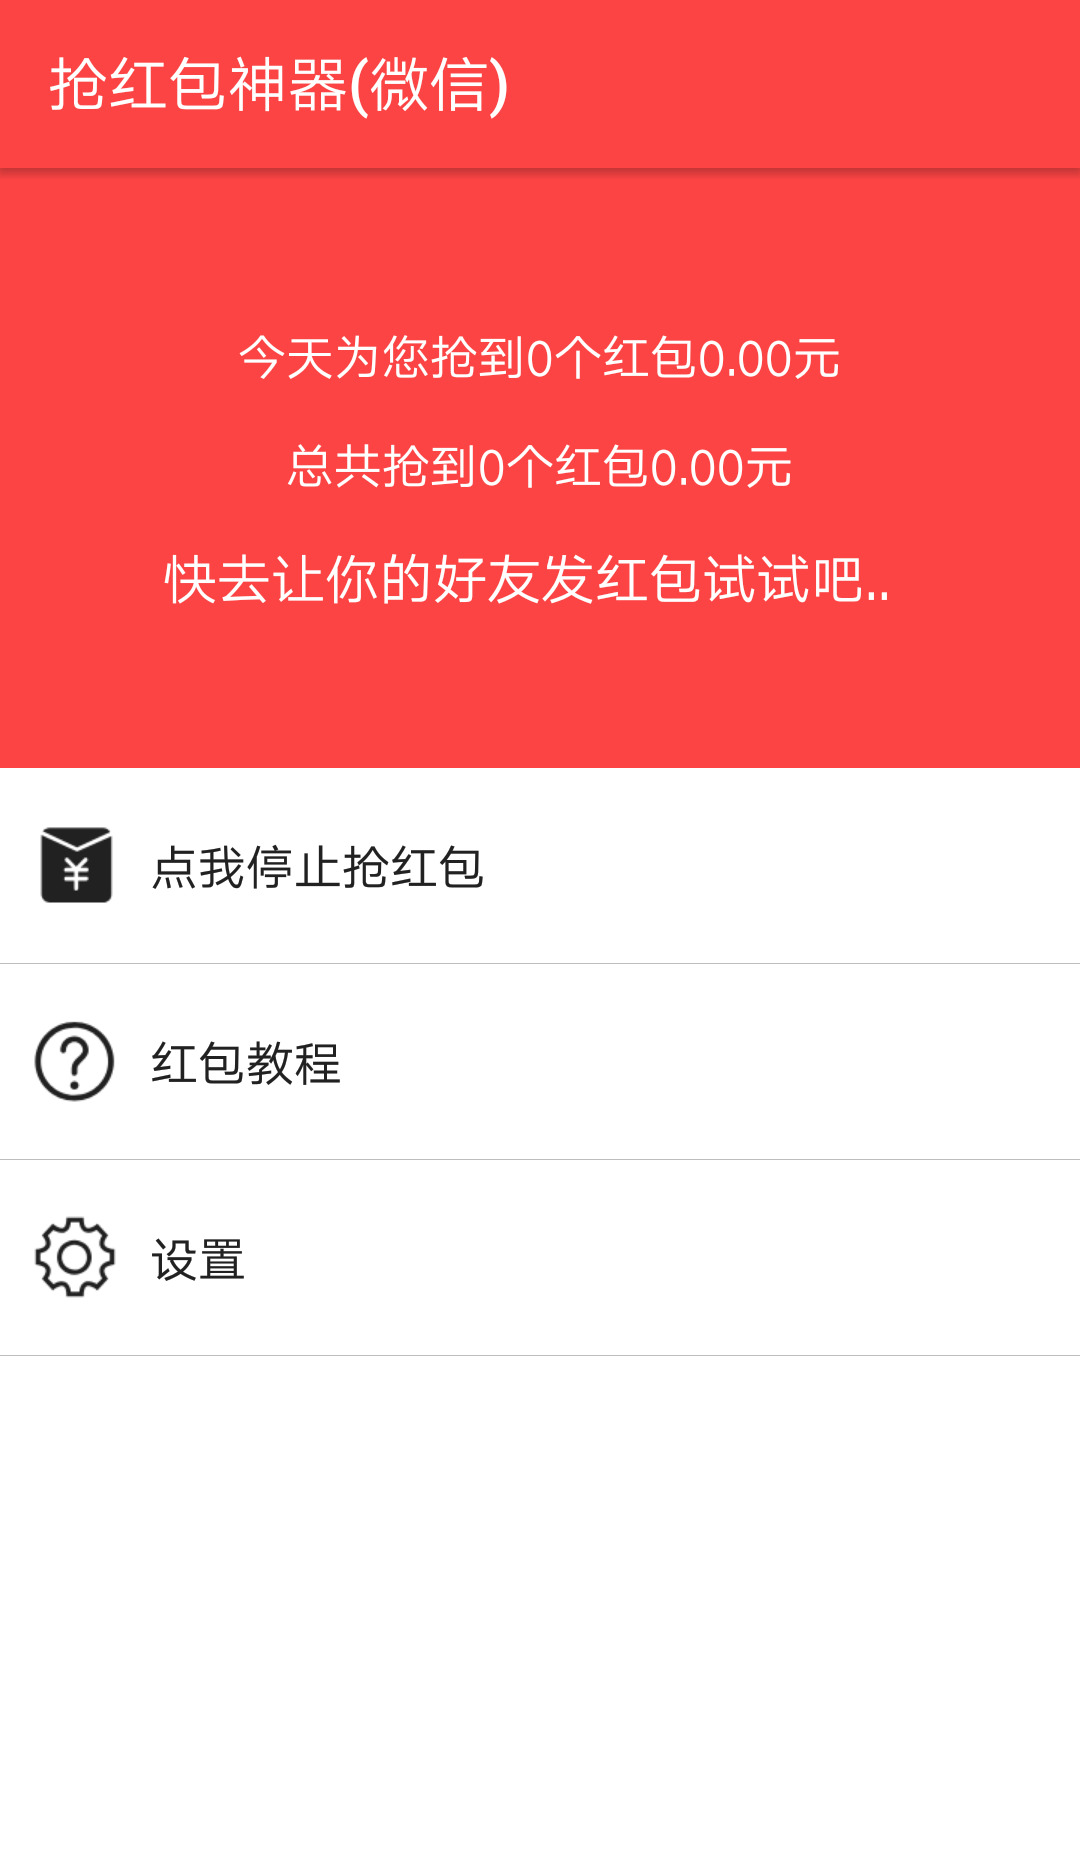 抢红包神器(微信)
今天为您抢到0个红包0.00元
总共抢到0个红包0.00元
快去让你的好友发红包试试吧..
¥
点我停止抢红包
?
红包教程
设置